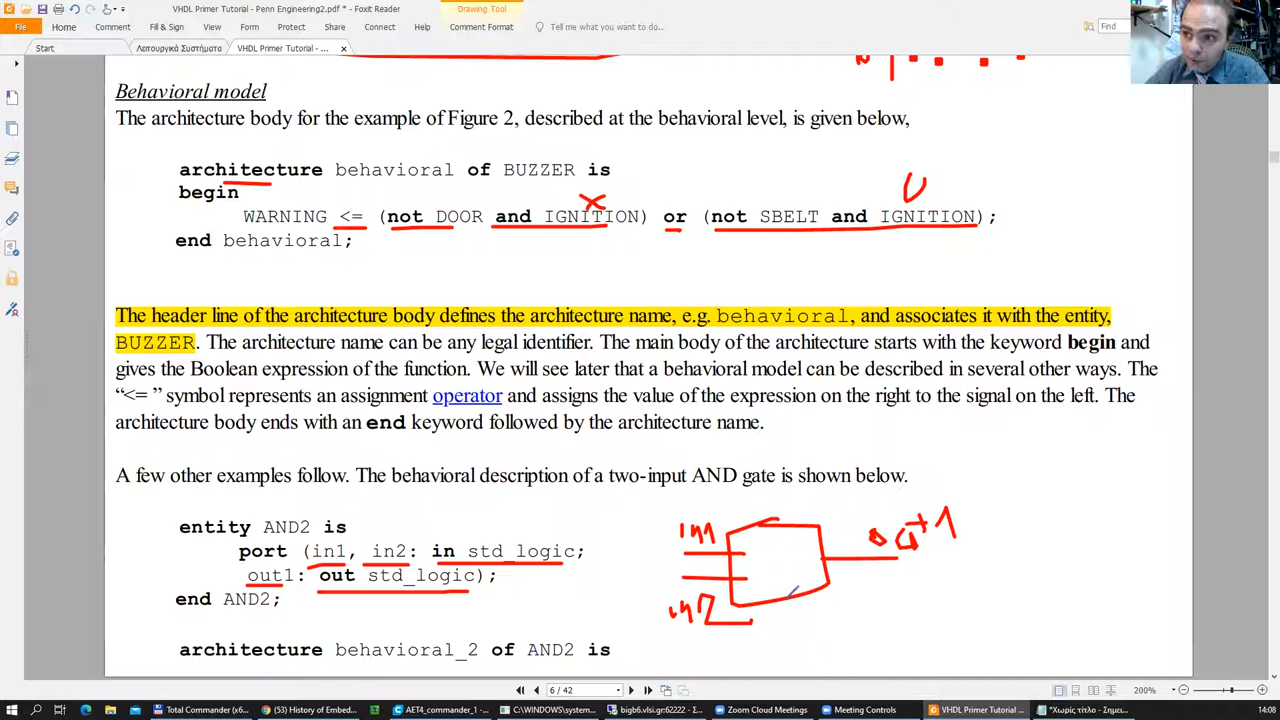 VHDL Primer Tutorial - Penn Engineering2.pdf * - Foxit Reader
Drawing Tool
File Home Comment Fill & Sign View Form Protect Share Connect Help Extras Comment Format Tell me what you want to do... Find
Start Λειτουργικά Συστήματα VHDL Primer Tutorial - ...
Behavioral model
The architecture body for the example of Figure 2, described at the behavioral level, is given below,
architecture behavioral of BUZZER is
begin
x U
WARNING <= (not DOOR and IGNITION) or (not SBELT and IGNITION);
end behavioral;
The header line of the architecture body defines the architecture name, e.g. behavioral, and associates it with the entity,
BUZZER. The architecture name can be any legal identifier. The main body of the architecture starts with the keyword begin and
gives the Boolean expression of the function. We will see later that a behavioral model can be described in several other ways. The
“<= ” symbol represents an assignment operator and assigns the value of the expression on the right to the signal on the left. The
architecture body ends with an end keyword followed by the architecture name.
A few other examples follow. The behavioral description of a two-input AND gate is shown below.
entity AND2 is
in1 out1
port (in1, in2: in std_logic;
out1: out std_logic);
end AND2;
in2
architecture behavioral_2 of AND2 is
6 / 42 200%
Total Commander (x6... (3) History of Embed... AET4_commander_1 -... C:\WINDOWS\system... bigb6.vlsi.gr:62222 - ... Zoom Cloud Meetings Meeting Controls VHDL Primer Tutorial ... *Χωρίς τίτλο - Σημει... 14:08